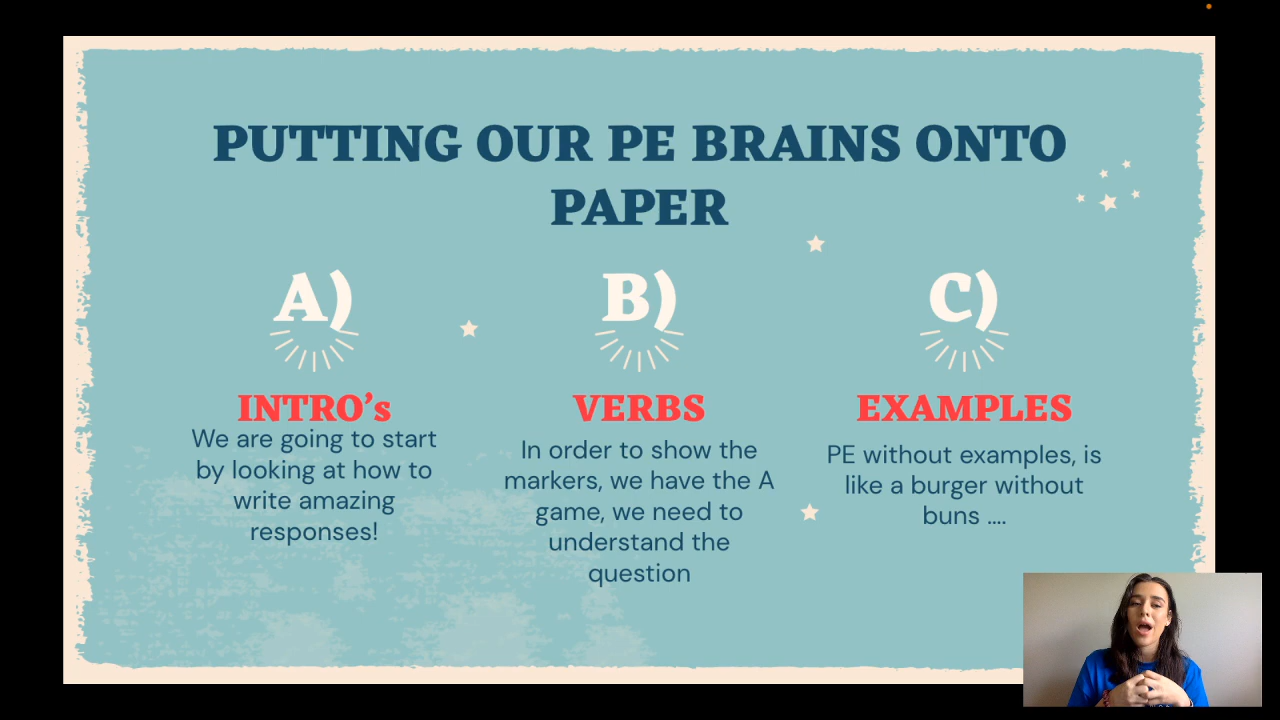 PUTTING OUR PE BRAINS ONTO
PAPER
A)
INTRO’s
We are going to start
by looking at how to
write amazing
responses!
B)
VERBS
In order to show the
markers, we have the A
game, we need to
understand the
question
C)
EXAMPLES
PE without examples, is
like a burger without
buns ....